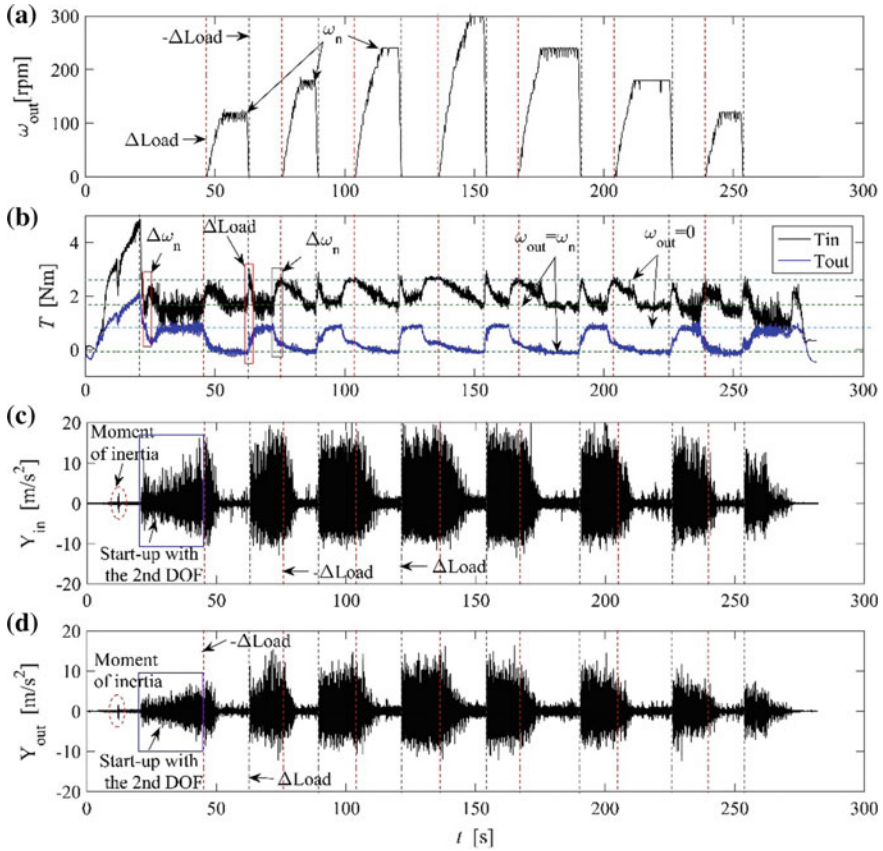 (a)
300
200
100
0
ω_out[rpm]
-ΔLoad
ω_n
ΔLoad
0 50 100 150 200 250 300
(b)
4
2
0
T [Nm]
Δω_n
ΔLoad
Δω_n
ω_out=ω_n
ω_out=0
Tin
Tout
0 50 100 150 200 250 300
(c)
20
10
0
-10
20
Y_in [m/s²]
Moment
of inertia
Start-up with
the 2nd DOF
-ΔLoad
ΔLoad
0 50 100 150 200 250 300
(d)
20
10
0
-10
20
Y_out [m/s²]
-ΔLoad
Moment
of inertia
Start-up with
the 2nd DOF
ΔLoad
0 50 100 150 200 250 300
t [s]